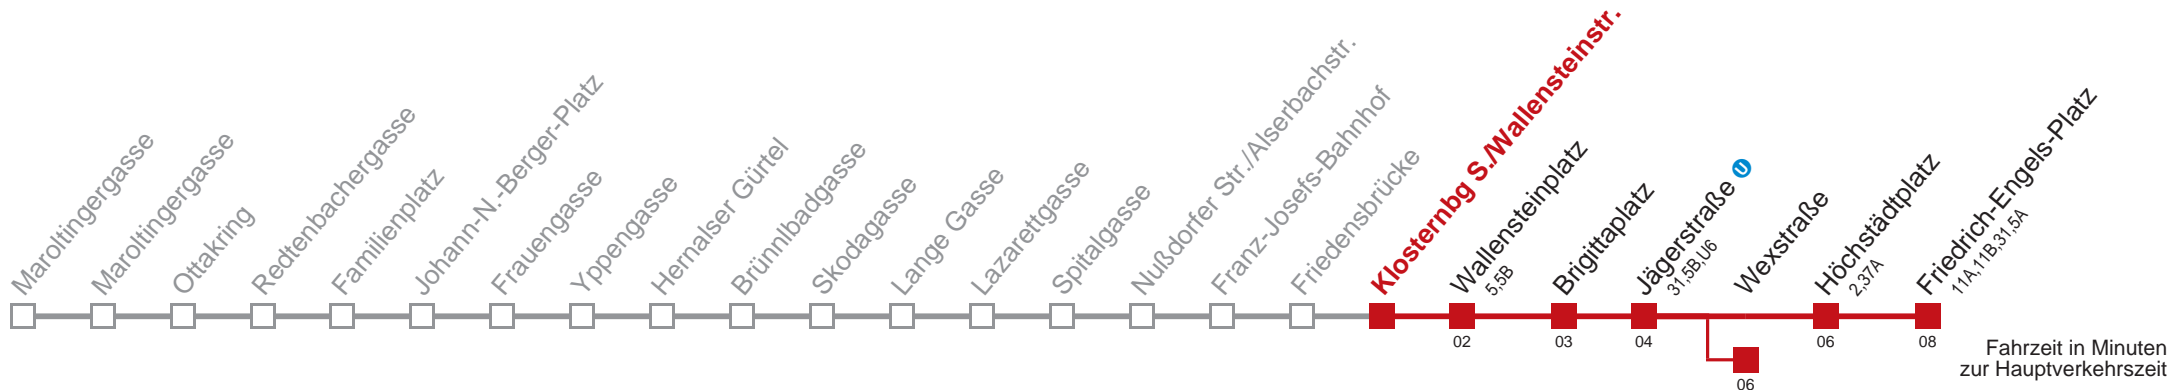 Maroltingergasse
Maroltingergasse
Ottakring
Redtenbachergasse
Familienplatz
Johann-N.-Berger-Platz
Frauengasse
Yppengasse
Hernalser Gürtel
Brünnlbadgasse
Skodagasse
Lange Gasse
Lazarettgasse
Spitalgasse
Nußdorfer Str./Alserbachstr.
Franz-Josefs-Bahnhof
Friedensbrücke
Klosternbg S./Wallensteinstr.
Wallensteinplatz
5,5B
02
Brigittaplatz
03
Jägerstraße U
31,5B,U6
04
Wexstraße
06
Höchstädtplatz
2,37A
06
Friedrich-Engels-Platz
11A,11B,31,5A
08
Fahrzeit in Minuten
zur Hauptverkehrszeit